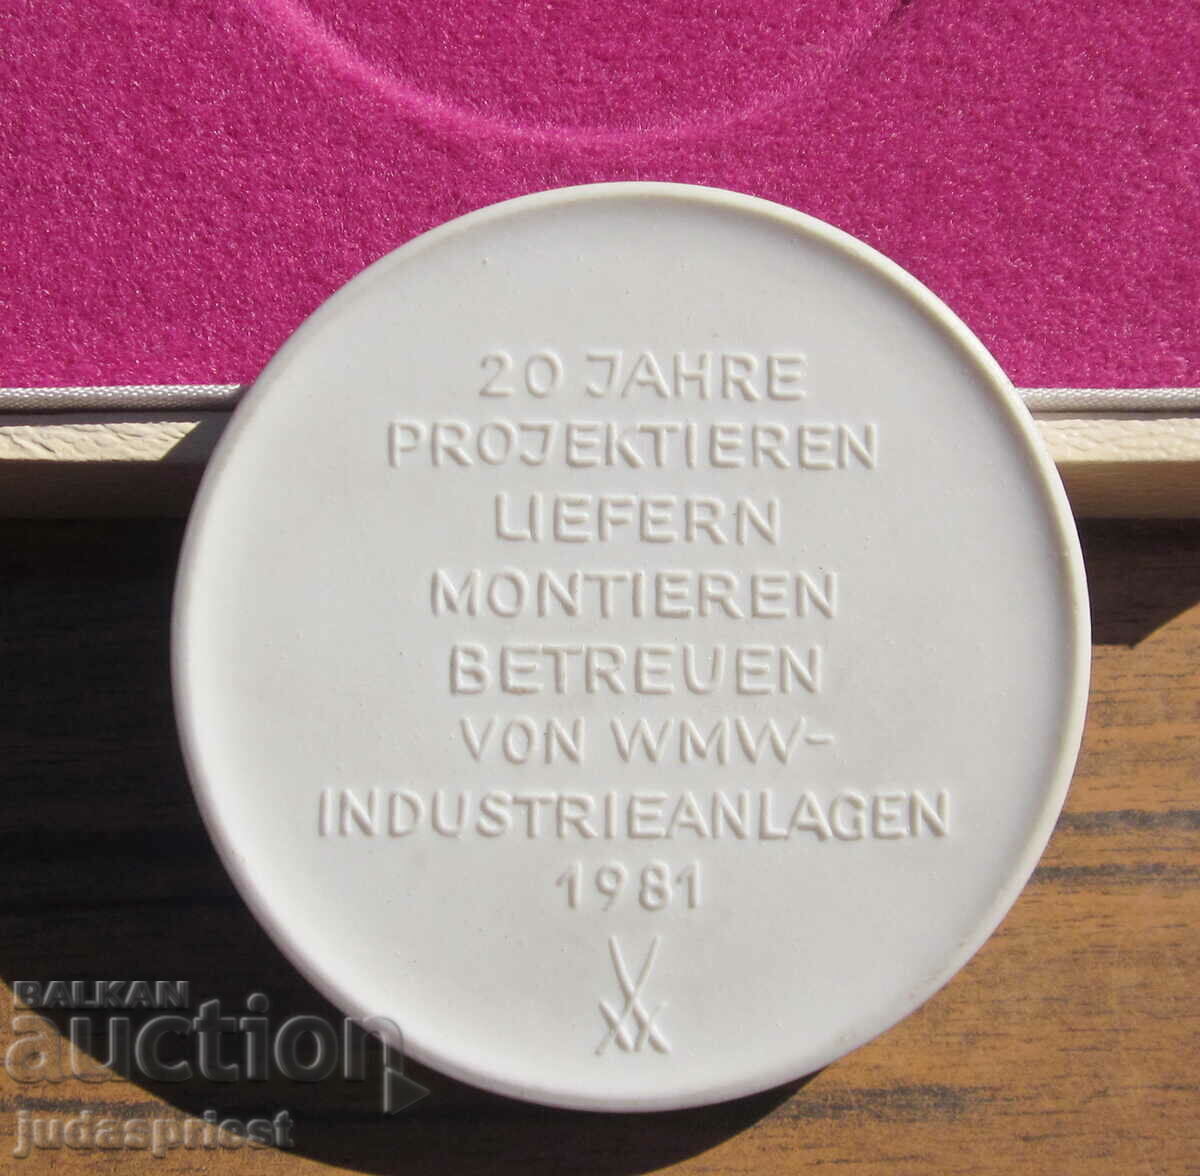 20 JAHRE
PROJEKTIEREN
LIEFERN
MONTIEREN
BETREUEN
VON WMW-
INDUSTRIEANLAGEN
1981
BALKAN
auction
judaspriest